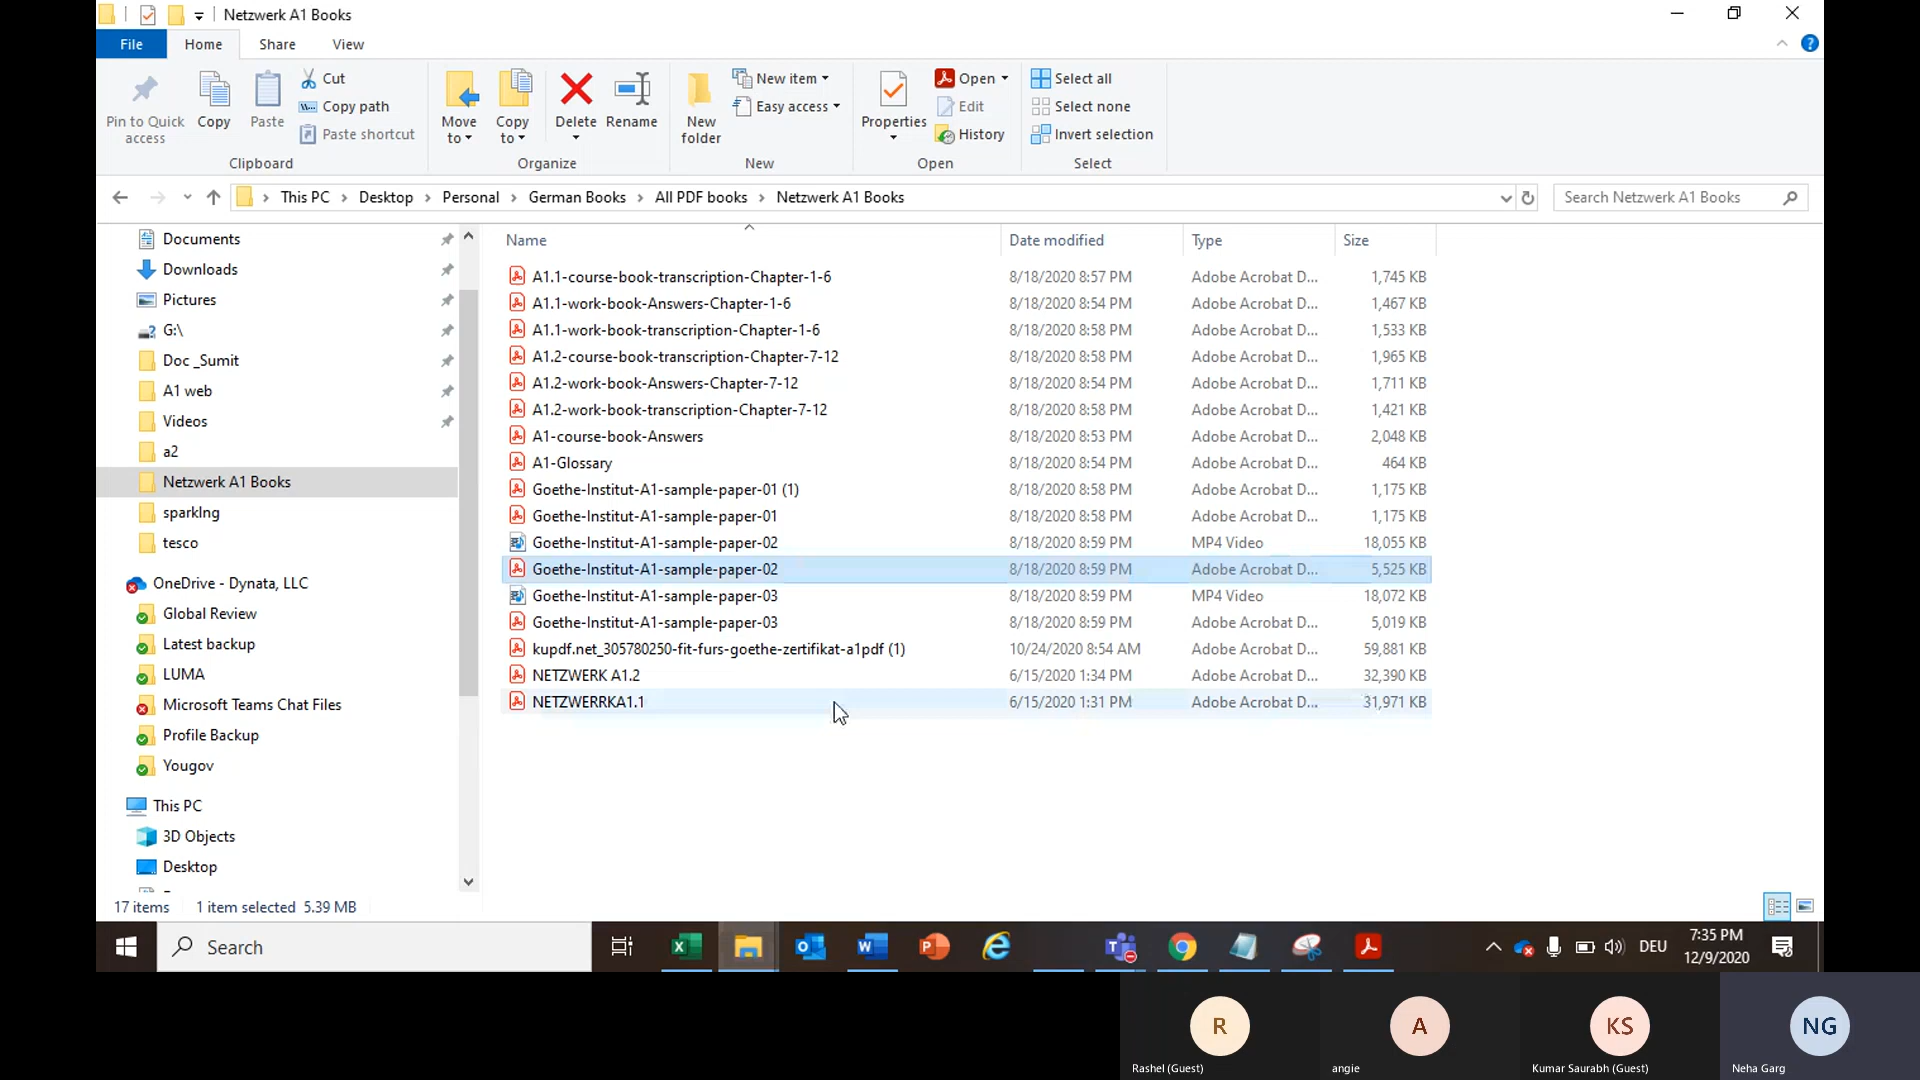 Netzwerk A1 Books
File Home Share View
Pin to Quick access
Copy
Paste
Cut
Copy path
Paste shortcut
Clipboard
Move to
Copy to
Delete
Rename
Organize
New folder
New item
Easy access
New
Properties
Open
Edit
History
Open
Select all
Select none
Invert selection
Select
This PC Desktop Personal German Books All PDF books Netzwerk A1 Books
Search Netzwerk A1 Books
Documents
Downloads
Pictures
G:\
Doc _Sumit
A1 web
Videos
a2
Netzwerk A1 Books
sparklng
tesco
OneDrive - Dynata, LLC
Global Review
Latest backup
LUMA
Microsoft Teams Chat Files
Profile Backup
Yougov
This PC
3D Objects
Desktop
Name Date modified Type Size
A1.1-course-book-transcription-Chapter-1-6 8/18/2020 8:57 PM Adobe Acrobat D... 1,745 KB
A1.1-work-book-Answers-Chapter-1-6 8/18/2020 8:54 PM Adobe Acrobat D... 1,467 KB
A1.1-work-book-transcription-Chapter-1-6 8/18/2020 8:58 PM Adobe Acrobat D... 1,533 KB
A1.2-course-book-transcription-Chapter-7-12 8/18/2020 8:58 PM Adobe Acrobat D... 1,965 KB
A1.2-work-book-Answers-Chapter-7-12 8/18/2020 8:54 PM Adobe Acrobat D... 1,711 KB
A1.2-work-book-transcription-Chapter-7-12 8/18/2020 8:58 PM Adobe Acrobat D... 1,421 KB
A1-course-book-Answers 8/18/2020 8:53 PM Adobe Acrobat D... 2,048 KB
A1-Glossary 8/18/2020 8:54 PM Adobe Acrobat D... 464 KB
Goethe-Institut-A1-sample-paper-01 (1) 8/18/2020 8:58 PM Adobe Acrobat D... 1,175 KB
Goethe-Institut-A1-sample-paper-01 8/18/2020 8:58 PM Adobe Acrobat D... 1,175 KB
Goethe-Institut-A1-sample-paper-02 8/18/2020 8:59 PM MP4 Video 18,055 KB
Goethe-Institut-A1-sample-paper-02 8/18/2020 8:59 PM Adobe Acrobat D... 5,525 KB
Goethe-Institut-A1-sample-paper-03 8/18/2020 8:59 PM MP4 Video 18,072 KB
Goethe-Institut-A1-sample-paper-03 8/18/2020 8:59 PM Adobe Acrobat D... 5,019 KB
kupdf.net_305780250-fit-furs-goethe-zertifikat-a1pdf (1) 10/24/2020 8:54 AM Adobe Acrobat D... 59,881 KB
NETZWERK A1.2 6/15/2020 1:34 PM Adobe Acrobat D... 32,390 KB
NETZWERRKA1.1 6/15/2020 1:31 PM Adobe Acrobat D... 31,971 KB
17 items 1 item selected 5.39 MB
Search
DEU
7:35 PM
12/9/2020
R
A
KS
NG
Rashel (Guest)
angie
Kumar Saurabh (Guest)
Neha Garg